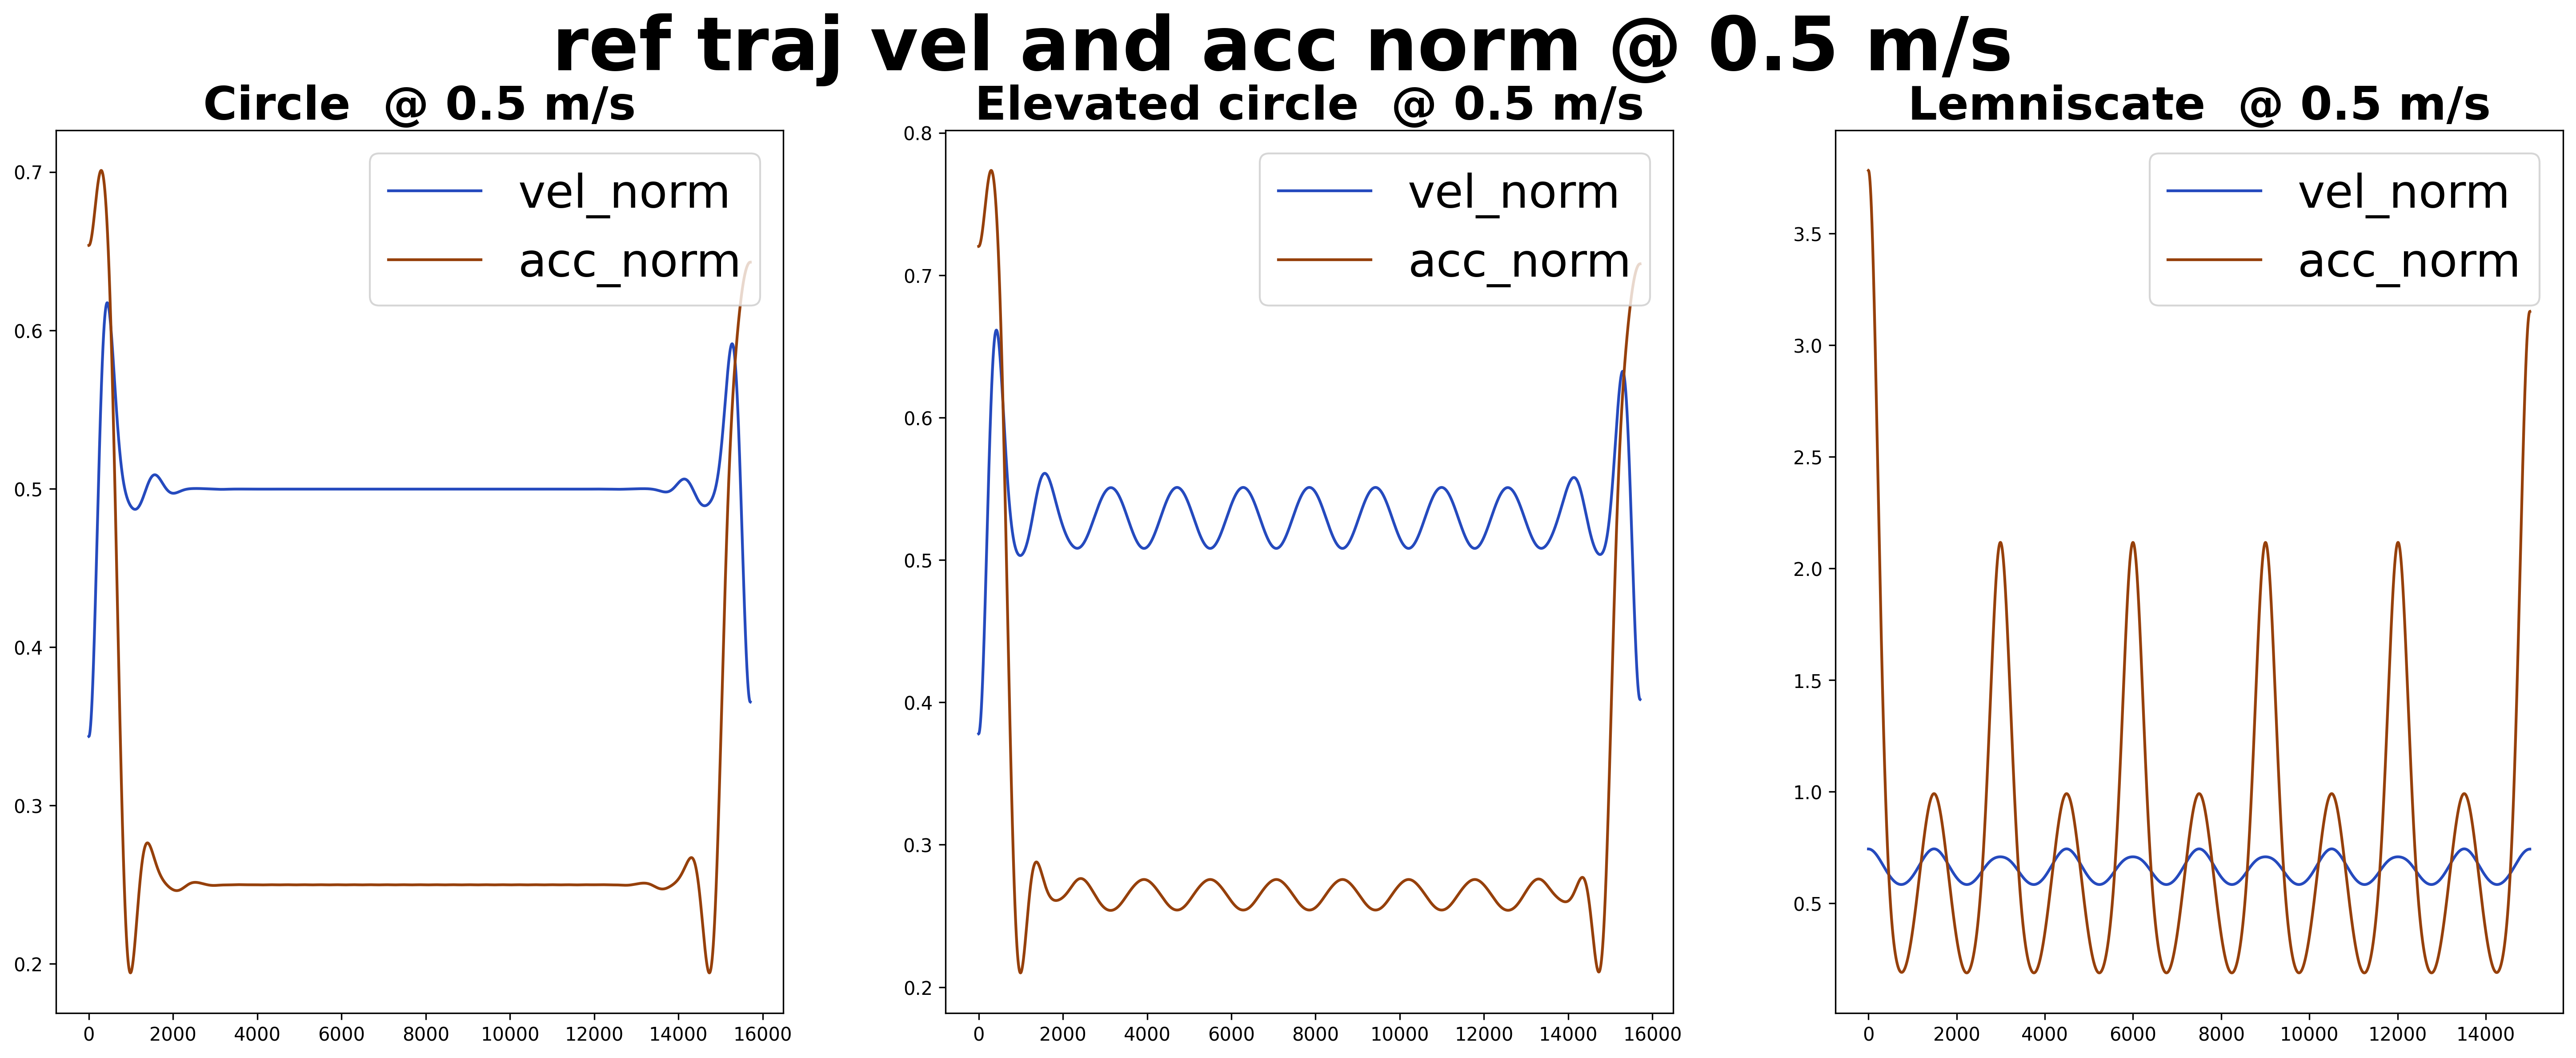 ref traj vel and acc norm @ 0.5 m/s
Circle  @ 0.5 m/s
0.7
0.6
0.5
0.4
0.3
0.2
0 2000 4000 6000 8000 10000 12000 14000 16000
vel_norm
acc_norm
Elevated circle  @ 0.5 m/s
0.8
0.7
0.6
0.5
0.4
0.3
0.2
0 2000 4000 6000 8000 10000 12000 14000 16000
vel_norm
acc_norm
Lemniscate  @ 0.5 m/s
3.5
3.0
2.5
2.0
1.5
1.0
0.5
0 2000 4000 6000 8000 10000 12000 14000
vel_norm
acc_norm